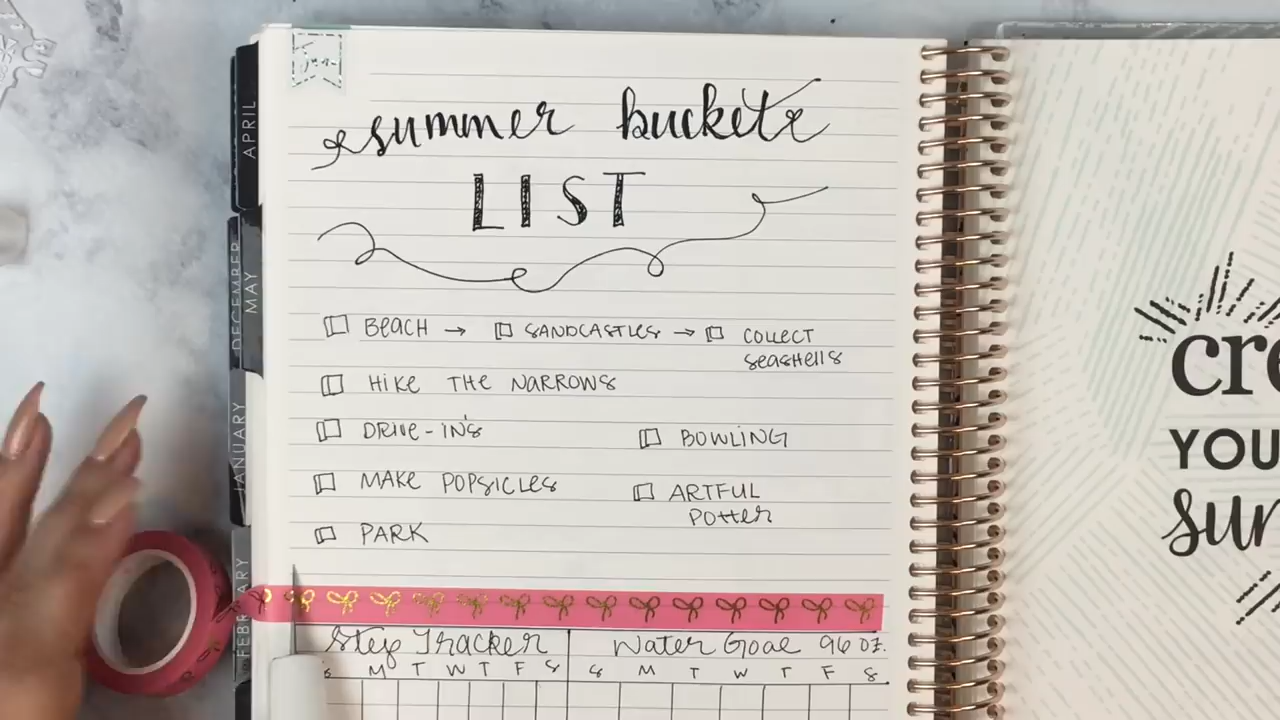 summer bucket
LIST
BEACH → SANDCASTLES → COLLECT
SEASHELLS
HIKE THE NARROWS
DRIVE-IN'S
BOWLING
MAKE POPSICLES
ARTFUL
POTTER
PARK
Step Tracker
Water Goal 96 oz.
S M T W T F S
S M T W T F S
APRIL
DECEMBER
MAY
JANUARY
FEBRUARY
YOU